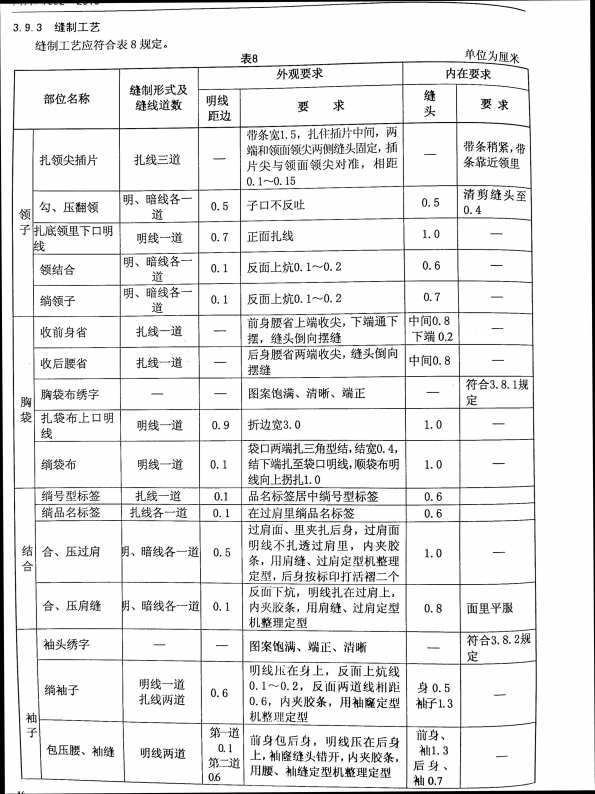 3.9.3 缝制工艺
缝制工艺应符合表8规定。
表8
单位为厘米
部位名称
缝制形式及
缝线道数
外观要求
内在要求
明线
距边
要 求
缝
头
要 求
领
子
扎领尖插片
扎线三道
—
带条宽1.5，扎住插片中间，两
端和领面领尖两侧缝头固定，插
片尖与领面领尖对准，相距
0.1～0.15
—
带条稍紧，带
条靠近领里
勾、压翻领
明、暗线各一
道
0.5
子口不反吐
0.5
清剪缝头至
0.4
扎底领里下口明
线
明线一道
0.7
正面扎线
1.0
—
领结合
明、暗线各一
道
0.1
反面上炕0.1～0.2
0.6
—
绱领子
明、暗线各一
道
0.1
反面上炕0.1～0.2
0.7
—
胸
袋
收前身省
扎线一道
—
前身腰省上端收尖，下端通下
摆，缝头倒向摆缝
中间0.8
下端0.2
—
收后腰省
扎线一道
—
后身腰省两端收尖，缝头倒向
摆缝
中间0.8
—
胸袋布绣字
—
—
图案饱满、清晰、端正
—
符合3.8.1规
定
扎袋布上口明
线
明线一道
0.9
折边宽3.0
1.0
—
绱袋布
明线一道
0.1
袋口两端扎三角型结，结宽0.4，
结下端扎至袋口明线，顺袋布明
线向上拐扎1.0
1.0
—
结
合
绱号型标签
扎线一道
0.1
品名标签居中绱号型标签
0.6
绱品名标签
扎线各一道
0.1
在过肩里绱品名标签
0.6
合、压过肩
明、暗线各一道
0.5
过肩面、里夹扎后身，过肩面
明线不扎透过肩里，内夹胶
条，用肩缝、过肩定型机整理
定型，后身按标印打活褶二个
1.0
—
合、压肩缝
明、暗线各一道
0.1
反面下炕，明线扎在过肩上，
内夹胶条，用肩缝、过肩定型
机整理定型
0.8
面里平服
袖
子
袖头绣字
—
—
图案饱满、端正、清晰
—
符合3.8.2规
定
绱袖子
明线一道
扎线两道
0.6
明线压在身上，反面上炕线
0.1～0.2，反面两道线相距
0.6，内夹胶条，用袖窿定型
机整理定型
身0.5
袖子1.3
—
包压腰、袖缝
明线两道
第一道
0.1
第二道
0.6
前身包后身，明线压在后身
上，袖窿缝头错开，内夹胶条，
用腰、袖缝定型机整理定型
前身、
袖1.3
后身、
袖0.7
—